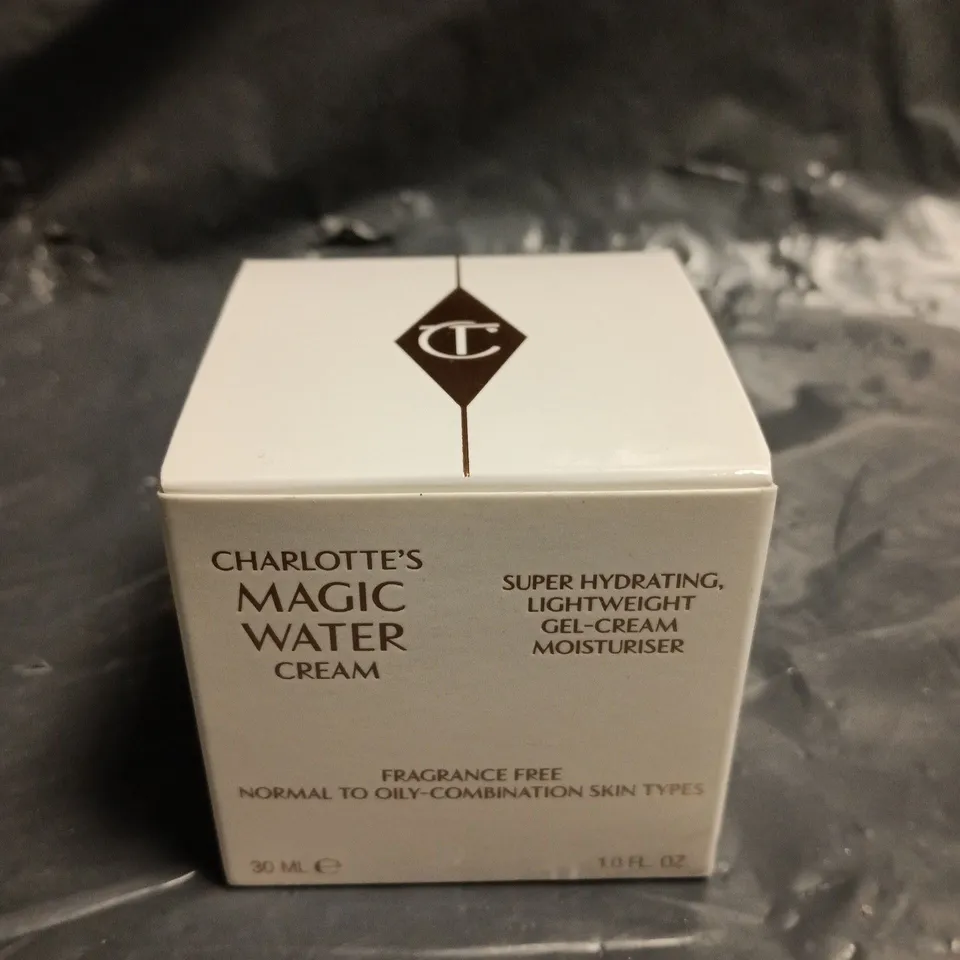 CT
CHARLOTTE'S
MAGIC
WATER
CREAM
SUPER HYDRATING,
LIGHTWEIGHT
GEL-CREAM
MOISTURISER
FRAGRANCE FREE
NORMAL TO OILY-COMBINATION SKIN TYPES
30 ML ℮
1.0 FL. OZ.